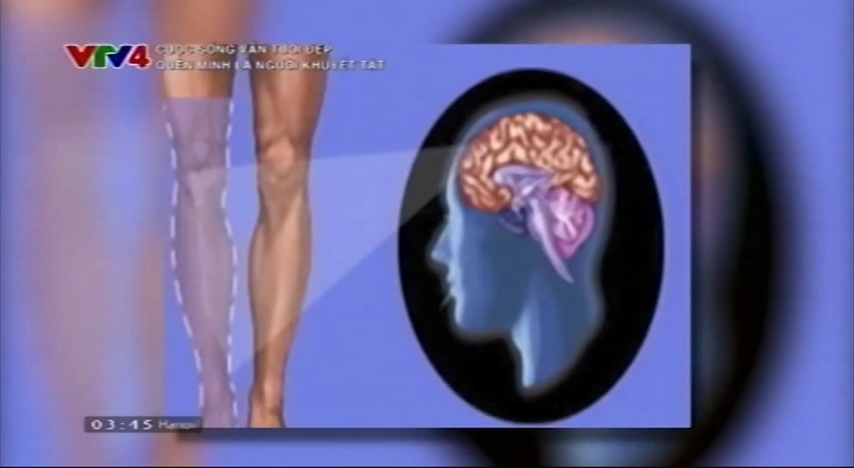 VTV4
CUỘC SỐNG VẪN TƯƠI ĐẸP
QUÊN MÌNH LÀ NGƯỜI KHUYẾT TẬT
03:45 Hanoi